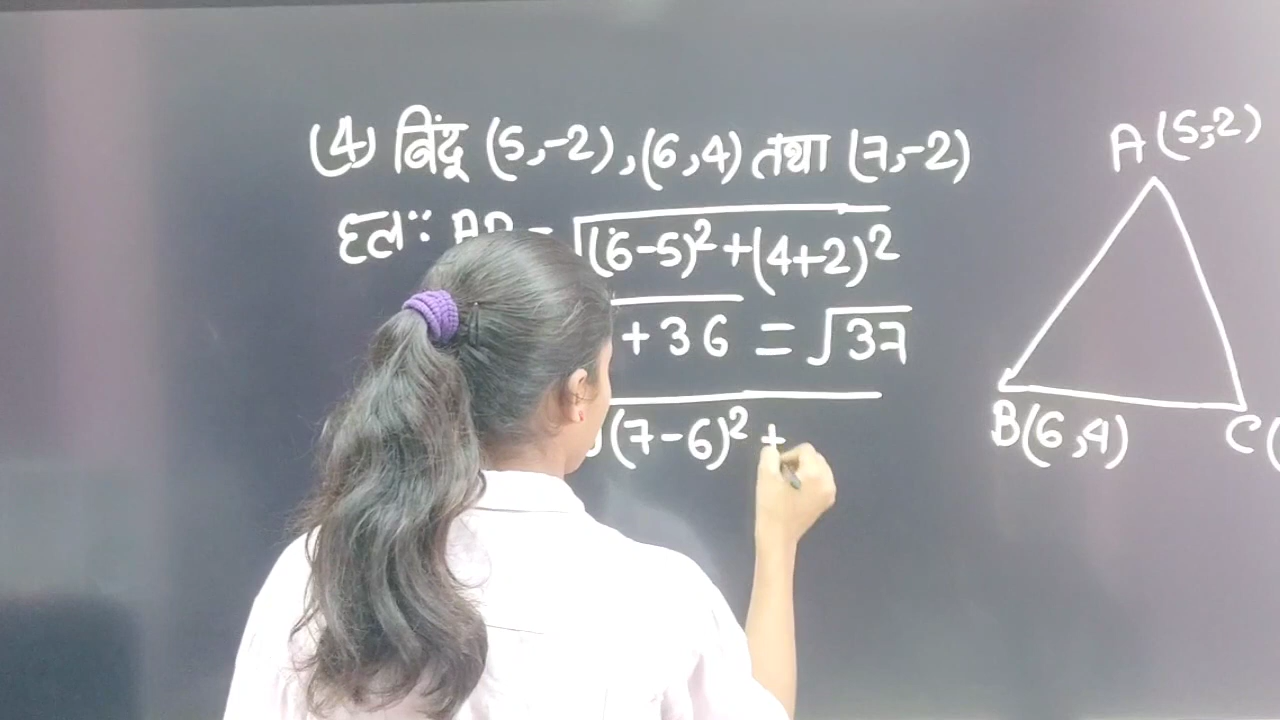 (4) बिंदू (5,-2),(6,4) तथा (7,-2)
हल:: AB = √(6-5)²+(4+2)²
+36 = √37
√(7-6)² +
A (5,-2)
B(6,4)
C(